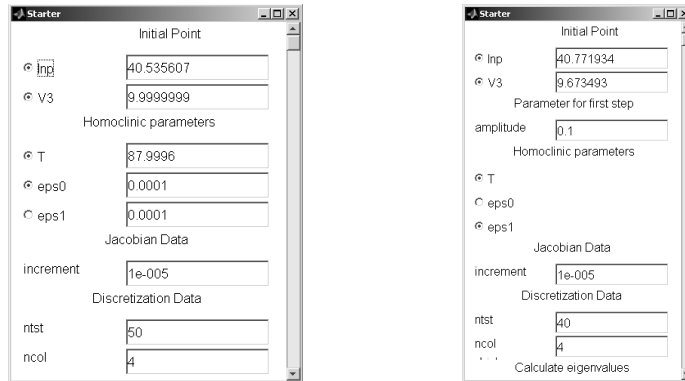 Starter
Initial Point
Inp 40.535607
V3 9.9999999
Homoclinic parameters
T 87.9996
eps0 0.0001
eps1 0.0001
Jacobian Data
increment 1e-005
Discretization Data
ntst 50
ncol 4
Starter
Initial Point
Inp 40.771934
V3 9.673493
Parameter for first step
amplitude 0.1
Homoclinic parameters
T
eps0
eps1
Jacobian Data
increment 1e-005
Discretization Data
ntst 40
ncol 4
Calculate eigenvalues